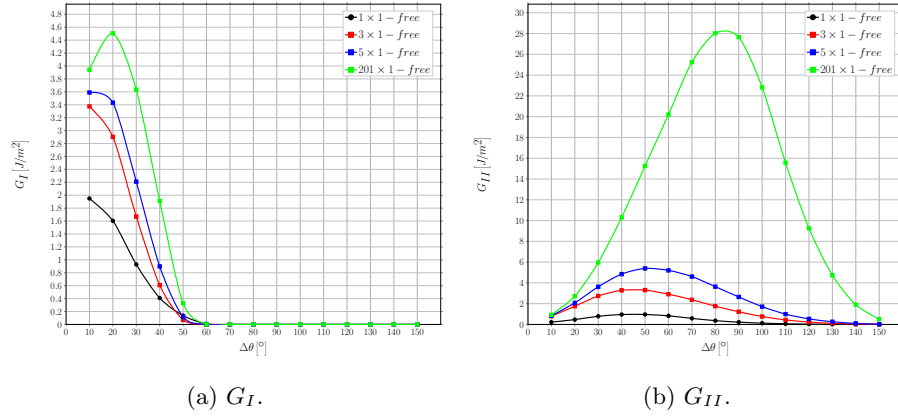 4.8
4.6
4.4
4.2
4
3.8
3.6
3.4
3.2
3
2.8
2.6
2.4
2.2
2
1.8
1.6
1.4
1.2
1
0.8
0.6
0.4
0.2
0
G_I [J/m²]
0 10 20 30 40 50 60 70 80 90 100 110 120 130 140 150
Δθ [°]
1 × 1 − free
3 × 1 − free
5 × 1 − free
201 × 1 − free
(a) G_I.
30
28
26
24
22
20
18
16
14
12
10
8
6
4
2
0
G_II [J/m²]
0 10 20 30 40 50 60 70 80 90 100 110 120 130 140 150
Δθ [°]
1 × 1 − free
3 × 1 − free
5 × 1 − free
201 × 1 − free
(b) G_II.